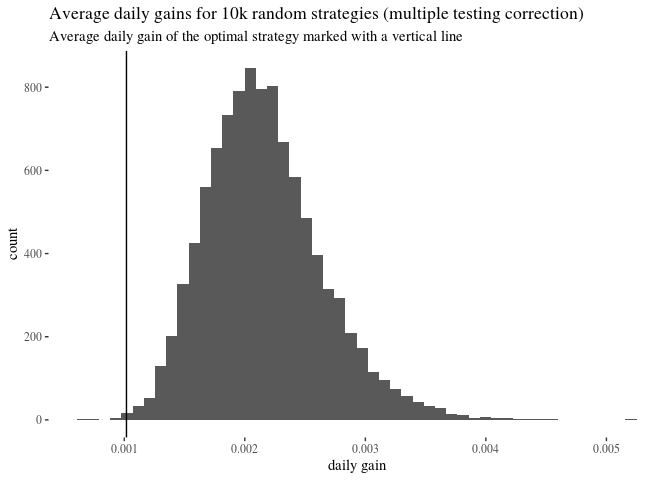 Average daily gains for 10k random strategies (multiple testing correction)
Average daily gain of the optimal strategy marked with a vertical line
800
600
400
200
0
count
0.001 0.002 0.003 0.004 0.005
daily gain